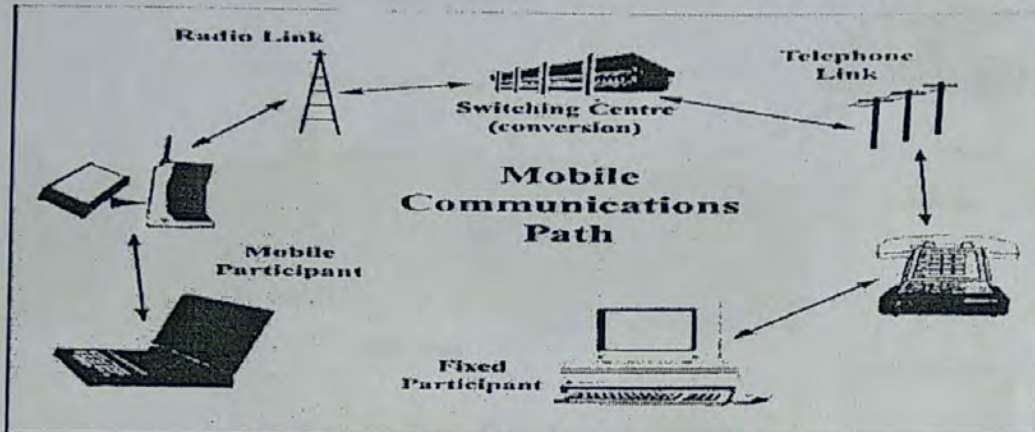 Radio Link
Switching Centre
(conversion)
Telephone
Link
Mobile
Communications
Path
Mobile
Participant
Fixed
Participant